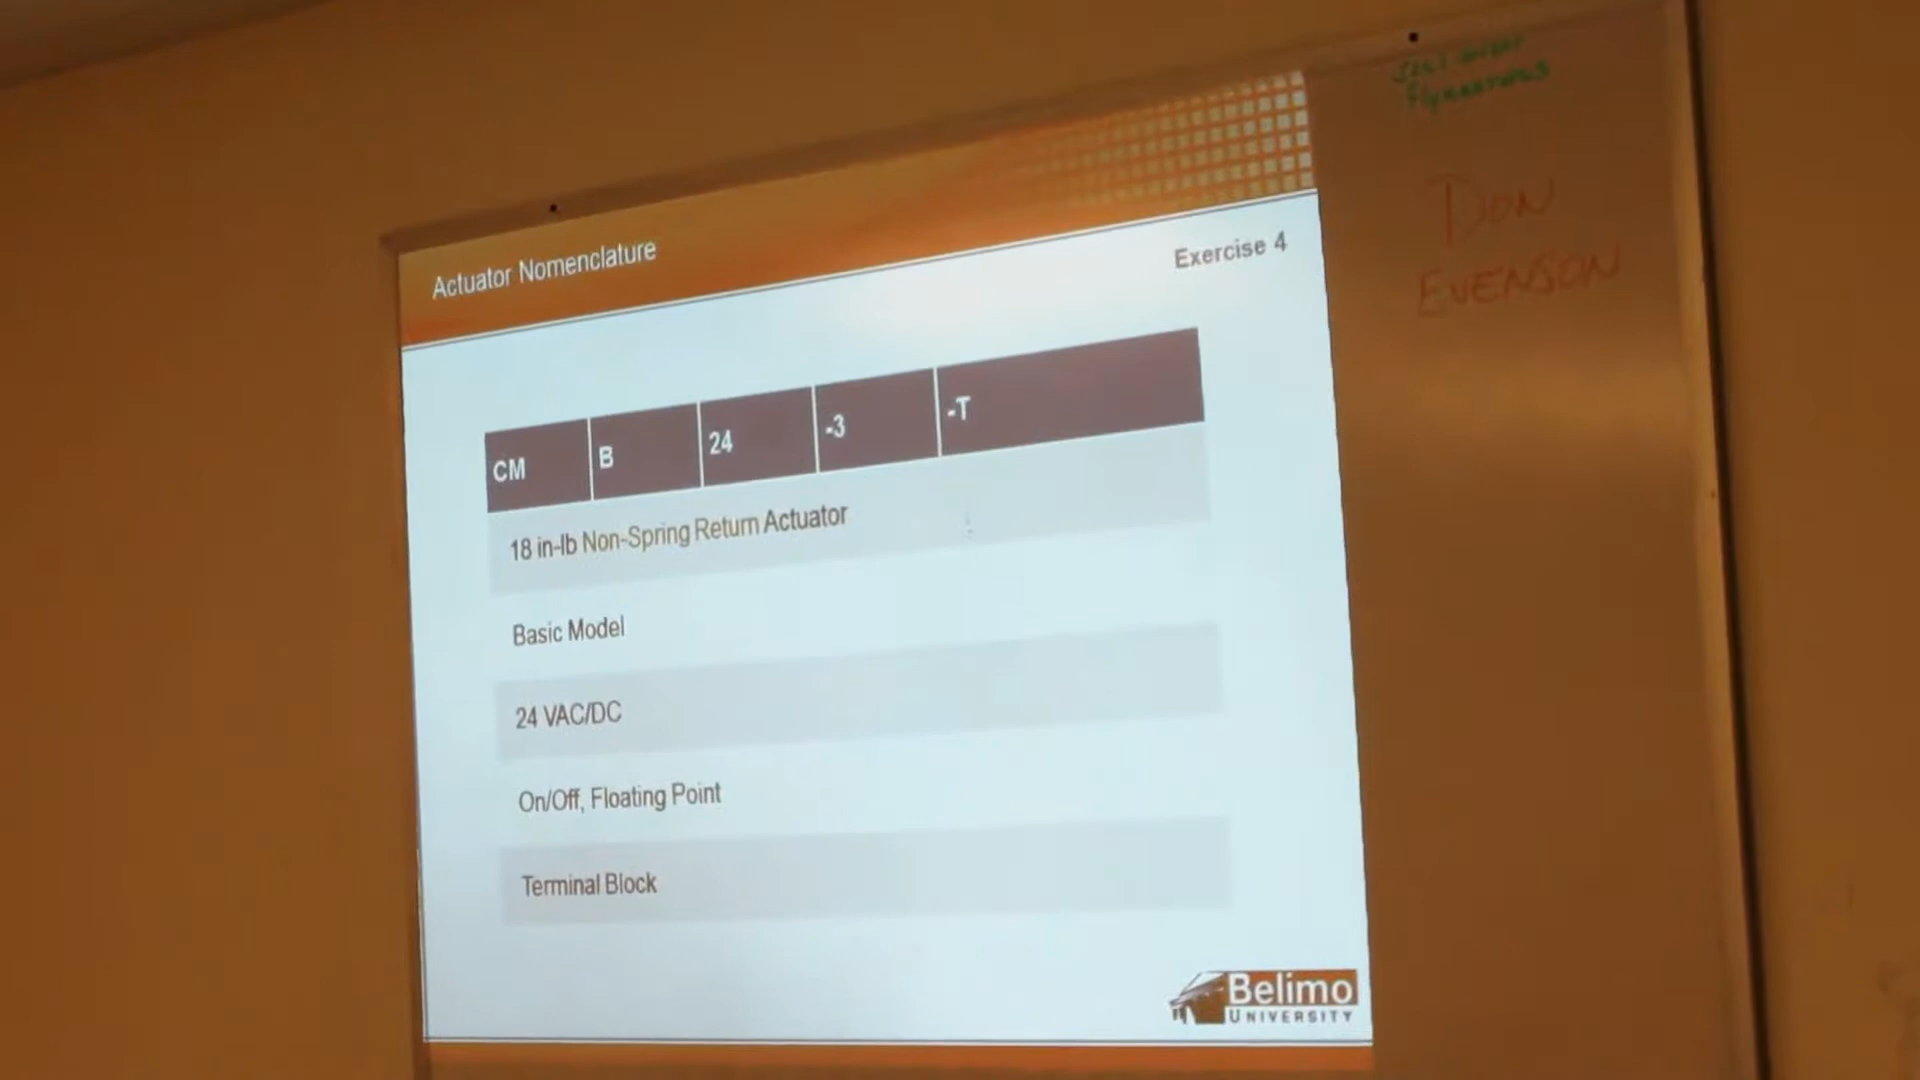 Actuator Nomenclature
Exercise 4
CM B 24 -3 -T
18 in-lb Non-Spring Return Actuator
Basic Model
24 VAC/DC
On/Off, Floating Point
Terminal Block
Belimo
UNIVERSITY
DON
EVENSON